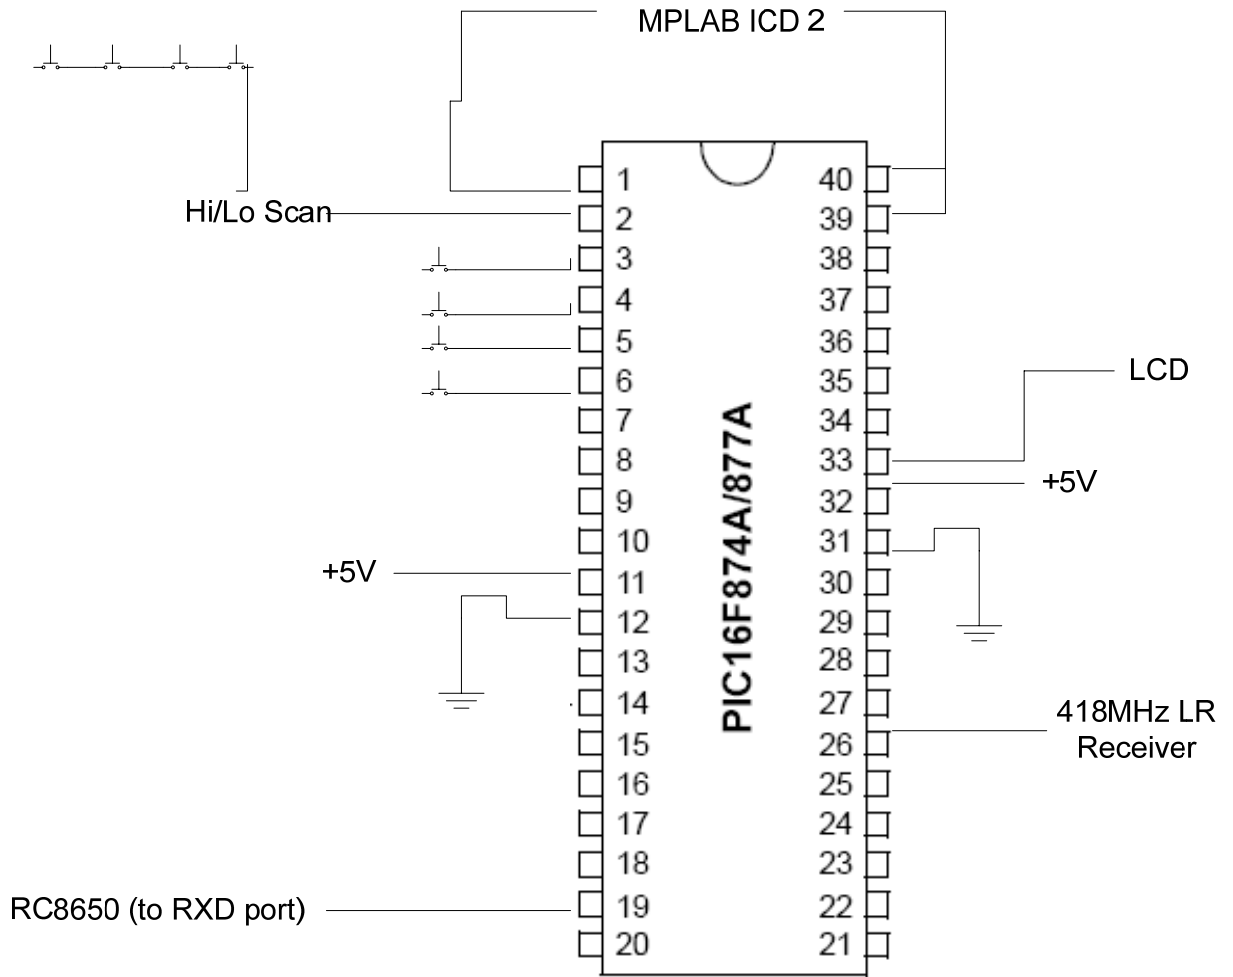 MPLAB ICD 2
1 40
Hi/Lo Scan 2 39
3 38
4 37
5 36
6 35
LCD
7 34
8 33
+5V
9 32
10 31
+5V
11 30
12 29
13 28
14 27
418MHz LR
Receiver
15 26
16 25
17 24
18 23
RC8650 (to RXD port) 19 22
20 21
PIC16F874A/877A